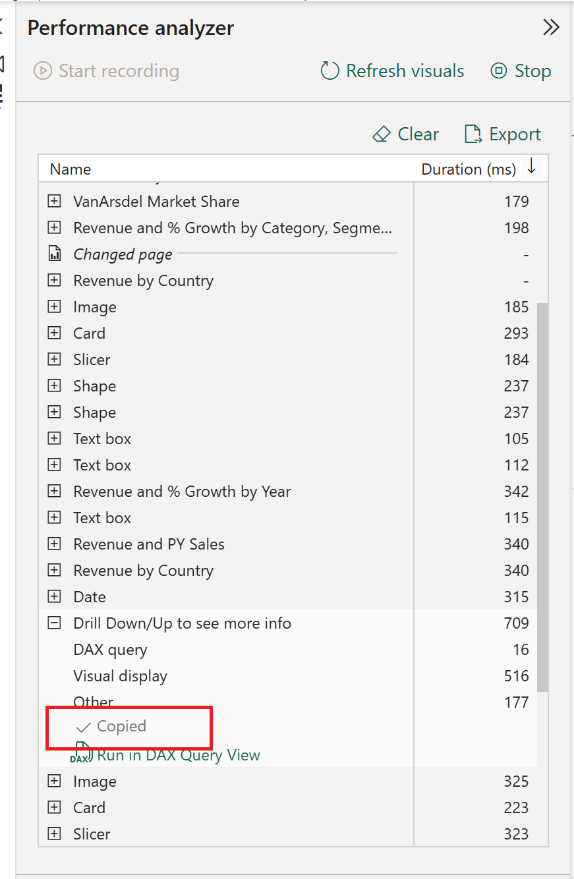 Performance analyzer
Start recording
Refresh visuals
Stop
Clear
Export
Name Duration (ms)
VanArsdel Market Share 179
Revenue and % Growth by Category, Segme... 198
Changed page -
Revenue by Country -
Image 185
Card 293
Slicer 184
Shape 237
Shape 237
Text box 105
Text box 112
Revenue and % Growth by Year 342
Text box 115
Revenue and PY Sales 340
Revenue by Country 340
Date 315
Drill Down/Up to see more info 709
DAX query 16
Visual display 516
Other 177
Copied
DAX Run in DAX Query View
Image 325
Card 223
Slicer 323